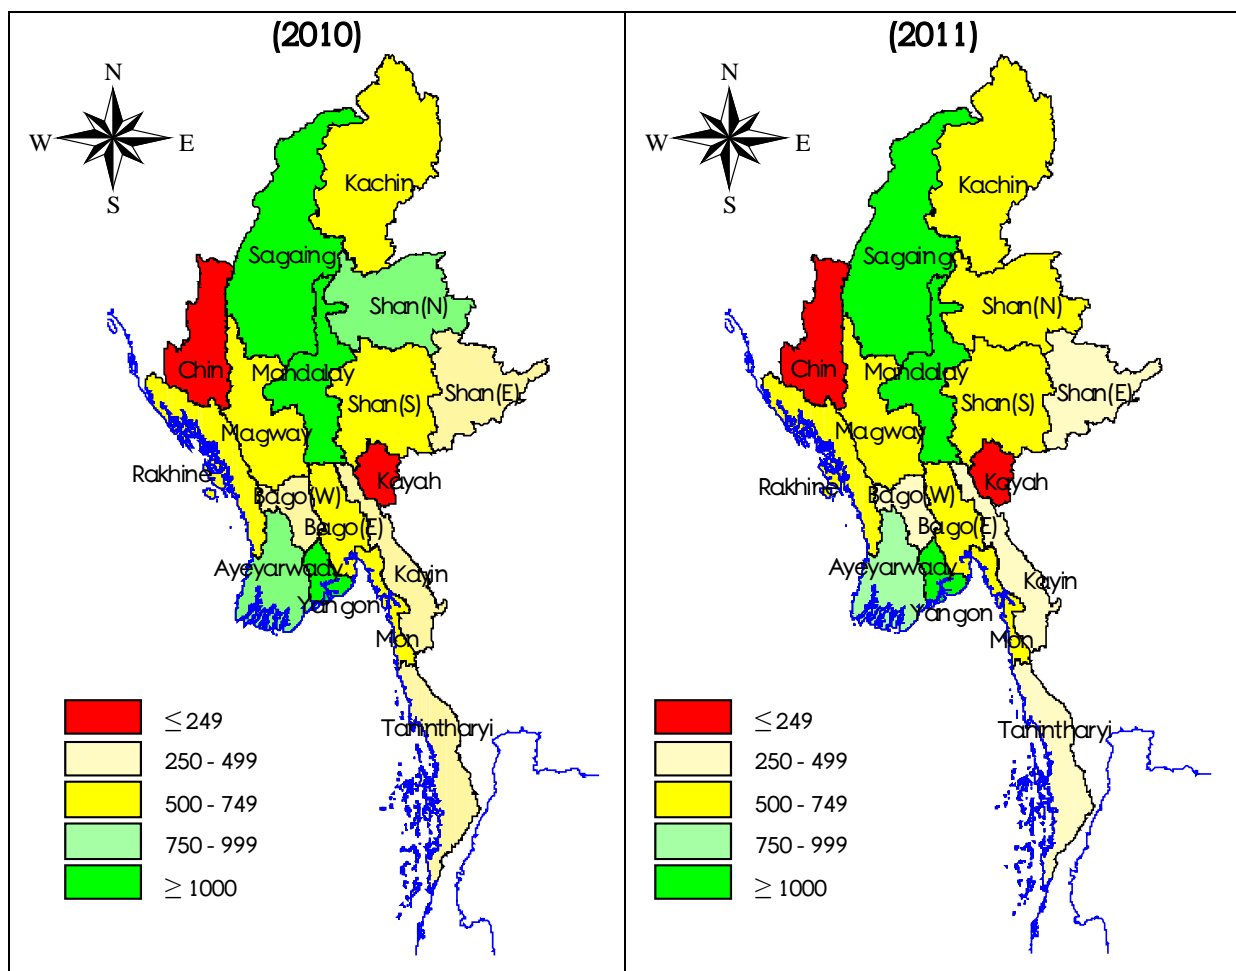 (2010)
N
W
E
S
Kachin
Sagaing
Shan(N)
Chin
Mandalay
Shan(E)
Shan(S)
Magway
Rakhine
Kayah
Bago(W)
Bago(E)
Ayeyarwady
Kayin
Yangon
Mon
Tanintharyi
≤ 249
250 - 499
500 - 749
750 - 999
≥ 1000
(2011)
N
W
E
S
Kachin
Sagaing
Shan(N)
Chin
Mandalay
Shan(E)
Shan(S)
Magway
Rakhine
Kayah
Bago(W)
Bago(E)
Ayeyarwady
Kayin
Yangon
Mon
Tanintharyi
≤ 249
250 - 499
500 - 749
750 - 999
≥ 1000